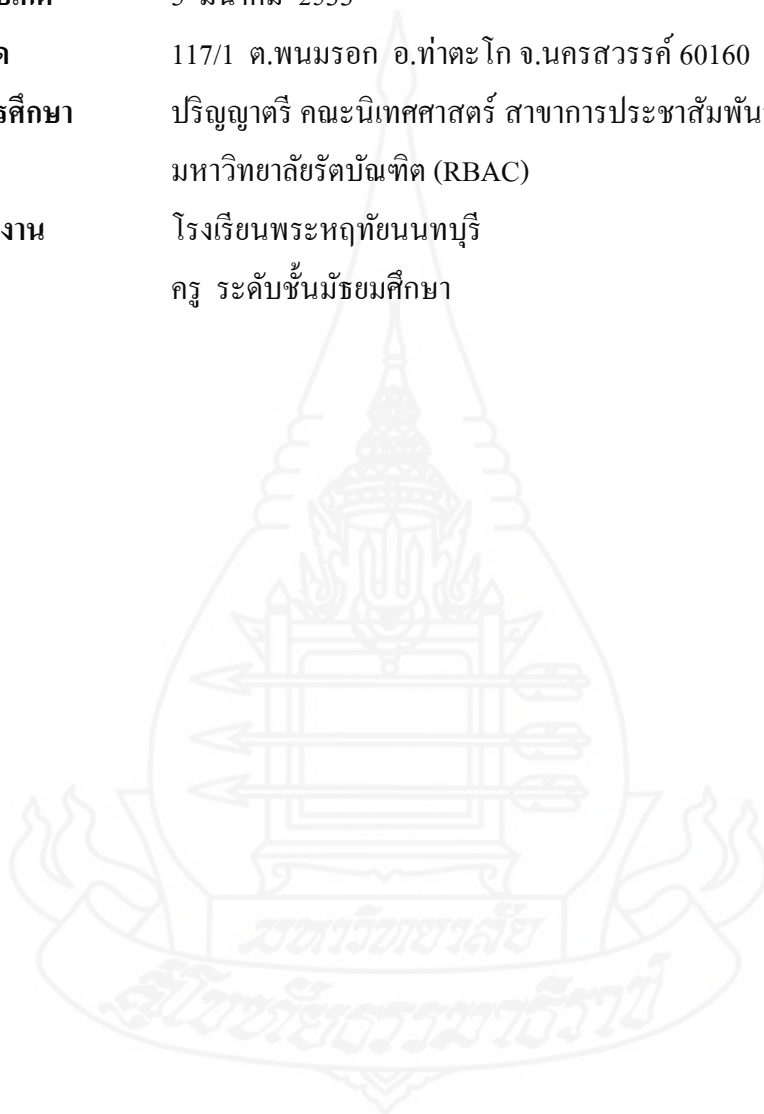 117/1 ต.พนมรอก อ.ท่าตะโก จ.นครสวรรค์ 60160
ปริญญาตรี คณะนิเทศศาสตร์ สาขาการประชาสัมพันธ์
มหาวิทยาลัยรัตบัณฑิต (RBAC)
โรงเรียนพระหฤทัยนนทบุรี
ครู ระดับชั้นมัธยมศึกษา
มหาวิทยาลัย
สุโขทัยธรรมาธิราช